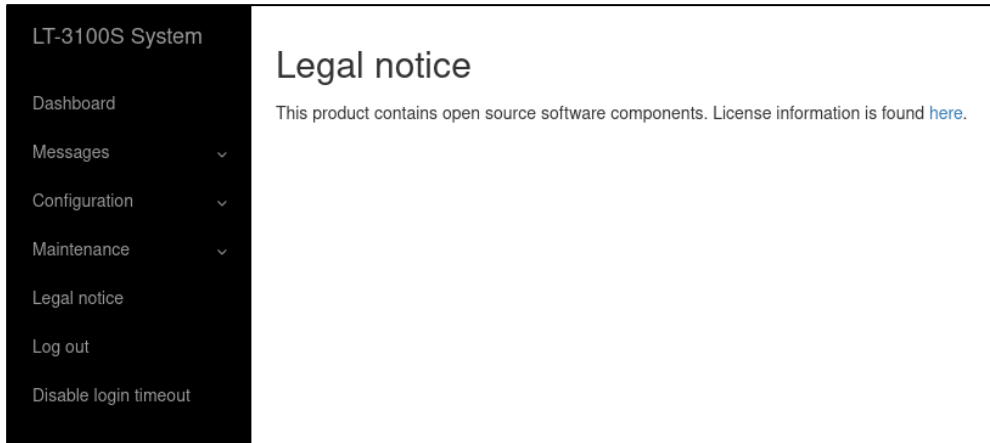 LT-3100S System
Dashboard
Messages
Configuration
Maintenance
Legal notice
Log out
Disable login timeout
Legal notice
This product contains open source software components. License information is found here.